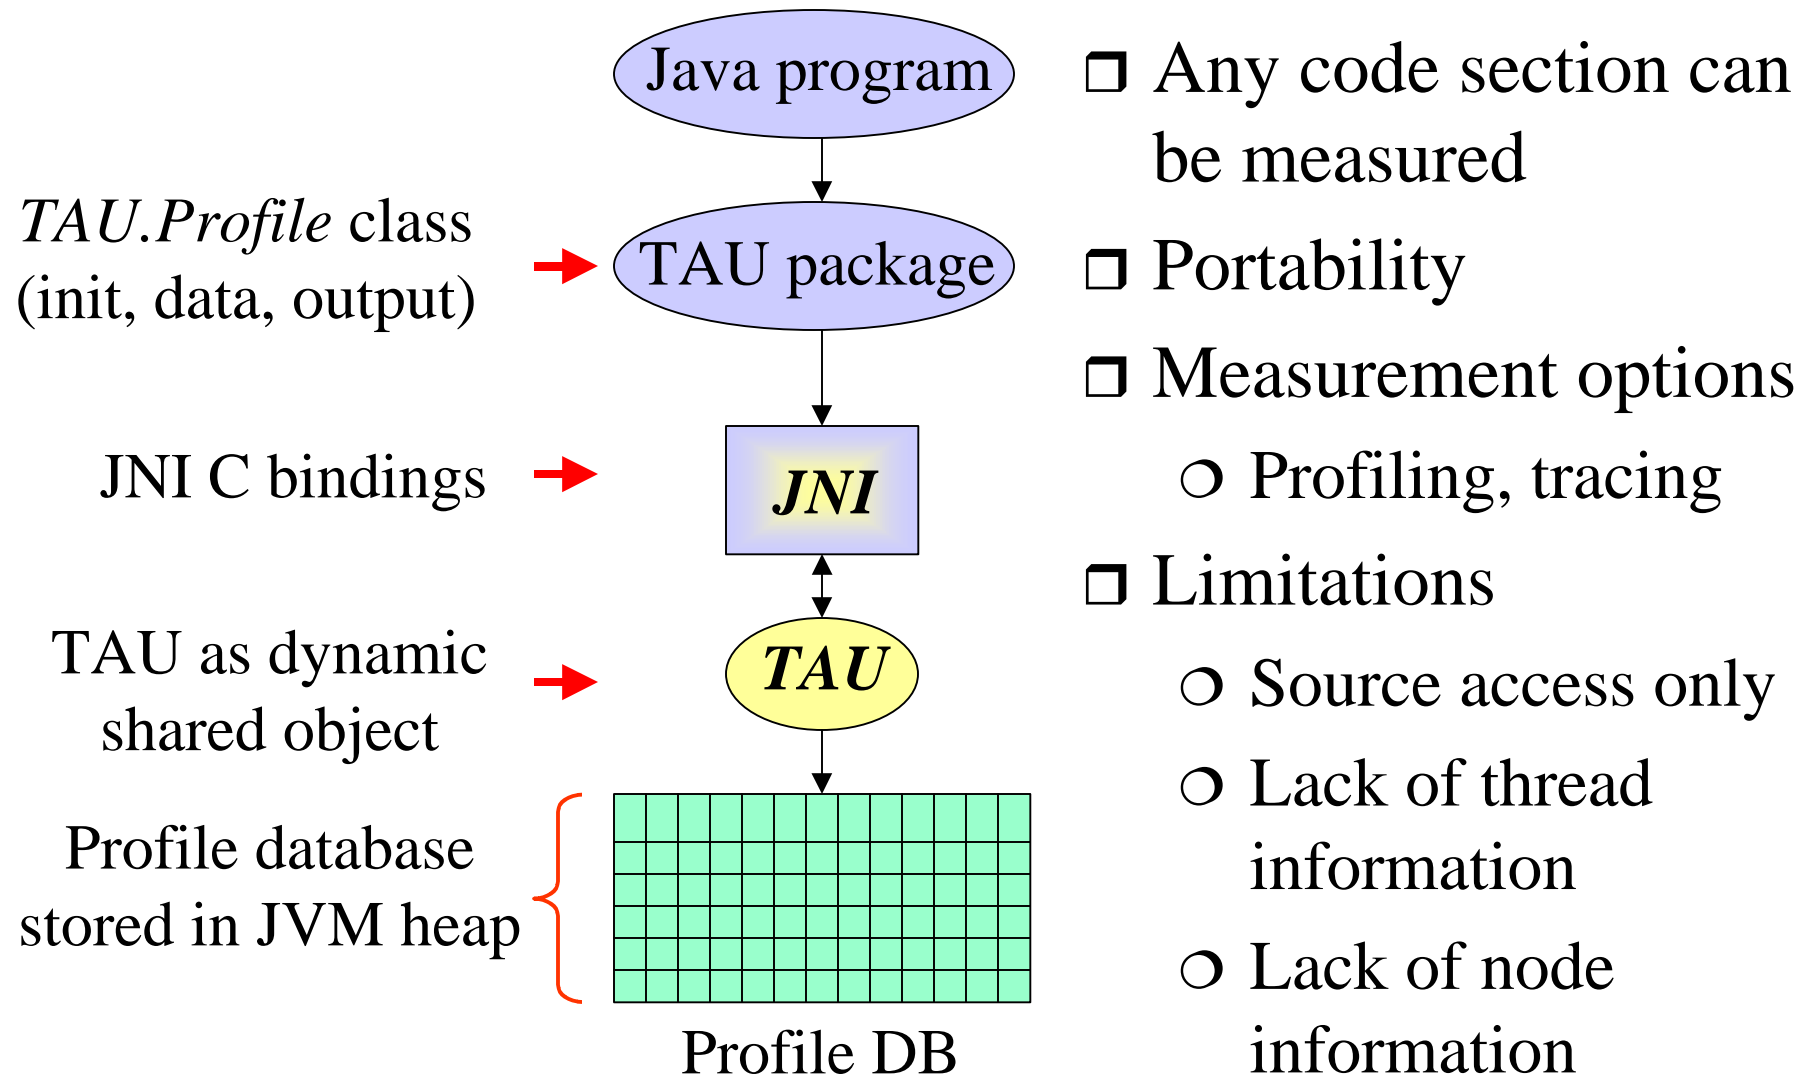 Java program
TAU.Profile class
(init, data, output)
TAU package
JNI C bindings
JNI
TAU as dynamic
shared object
TAU
Profile database
stored in JVM heap
Profile DB
Any code section can
be measured
Portability
Measurement options
Profiling, tracing
Limitations
Source access only
Lack of thread
information
Lack of node
information